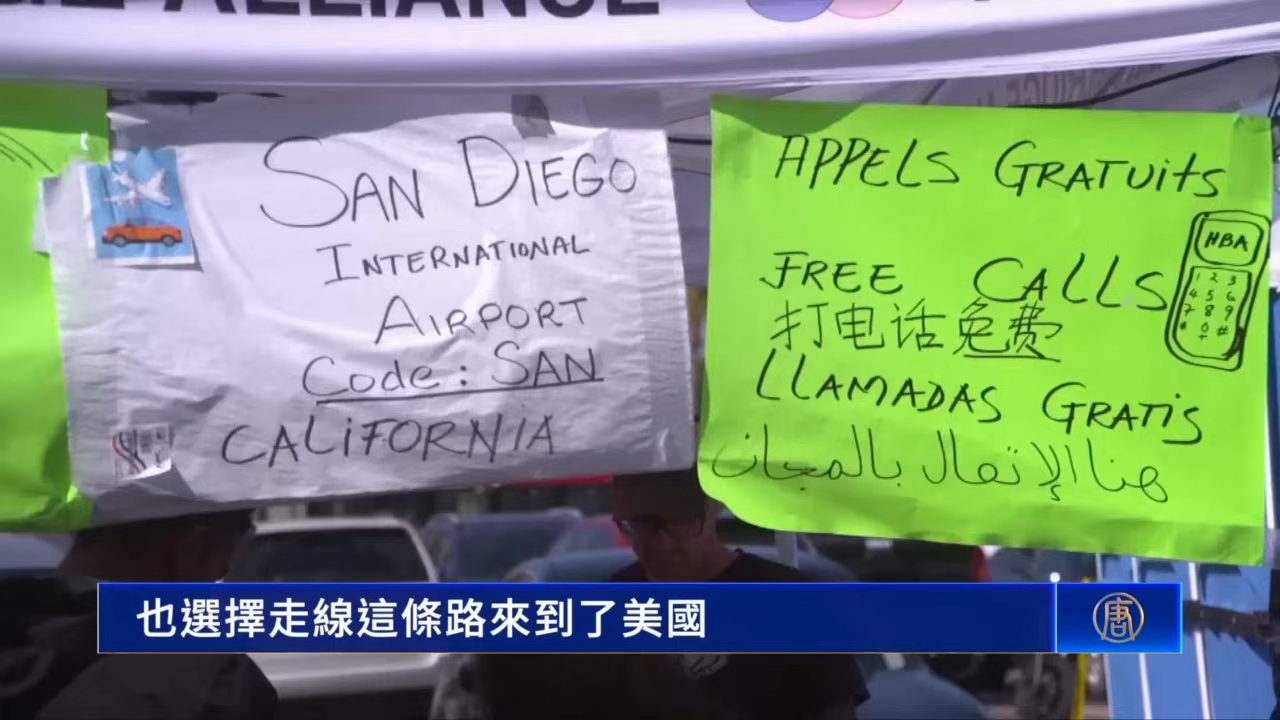 ALLIANCE
SAN DIEGO
INTERNATIONAL
AIRPORT
Code: SAN
CALIFORNIA
APPELS GRATUITS
HBA
1 2 3
4 5 6
7 8 9
* 0 #
+
FREE CALLS
打电话免费
LLAMADAS GRATIS
هنا الإتصال بالمجان
也選擇走線這條路來到了美國
唐